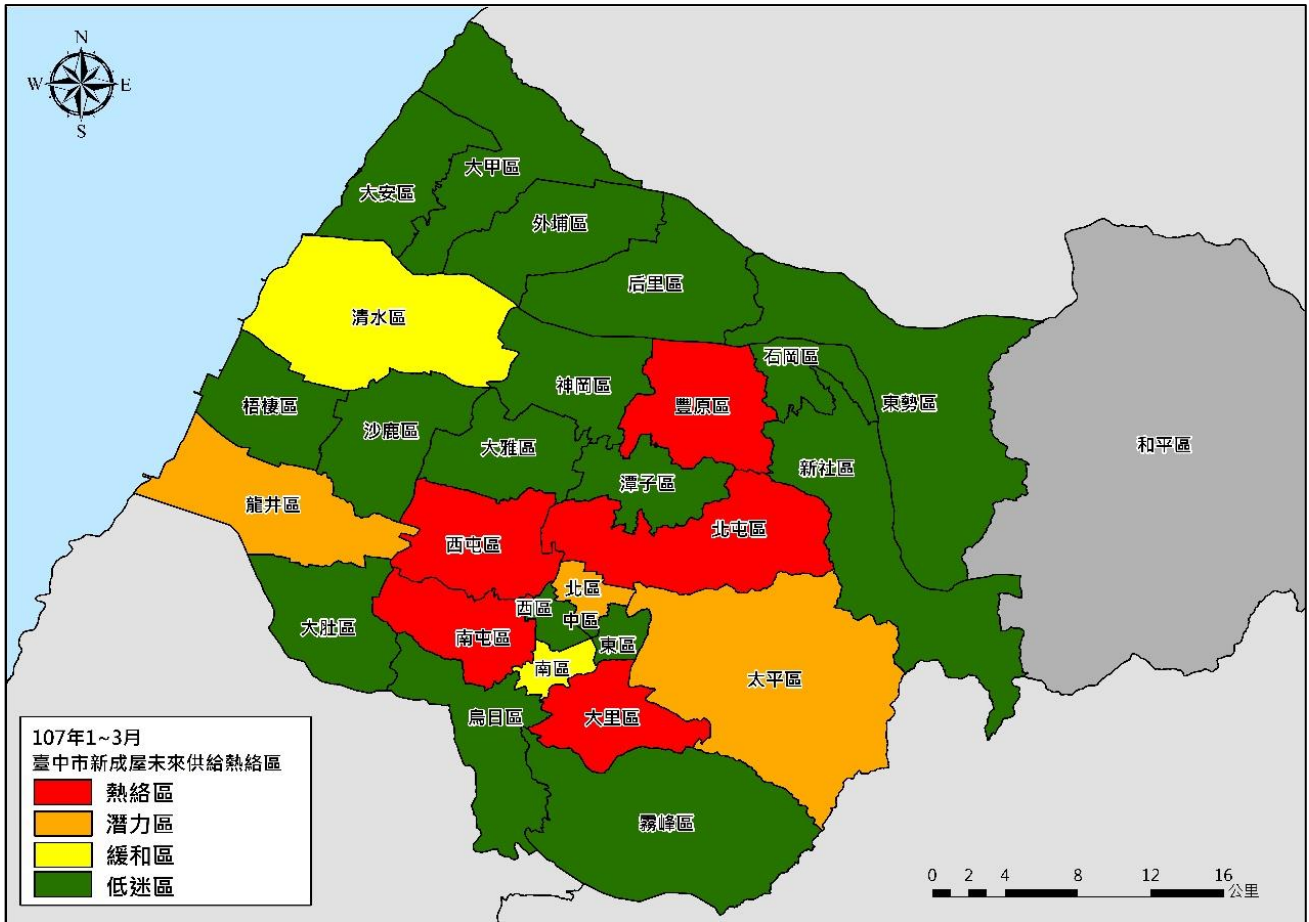 N
W
E
S
大甲區
大安區
外埔區
后里區
清水區
石岡區
神岡區
豐原區
東勢區
梧棲區
沙鹿區
大雅區
和平區
新社區
潭子區
龍井區
北屯區
西屯區
北區
西區
中區
大肚區
南屯區
東區
南區
太平區
烏日區
大里區
霧峰區
107年1~3月
臺中市新成屋未來供給熱絡區
熱絡區
潛力區
緩和區
低迷區
0 2 4 8 12 16
公里